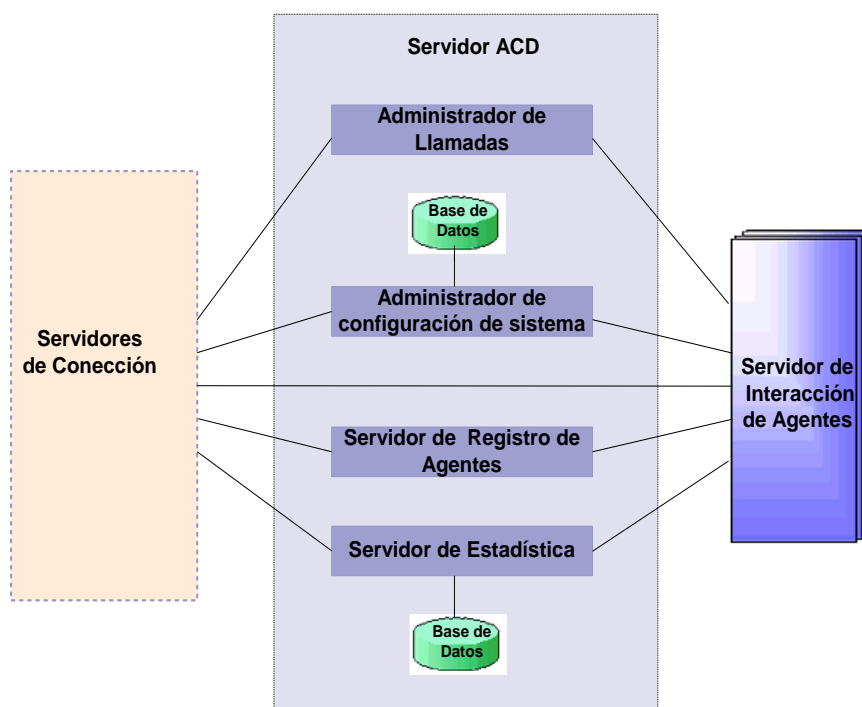 Servidor ACD
Administrador de
Llamadas
Base de
Datos
Administrador de
configuración de sistema
Servidores
de Conección
Servidor de
Interacción
de Agentes
Servidor de Registro de
Agentes
Servidor de Estadística
Base de
Datos